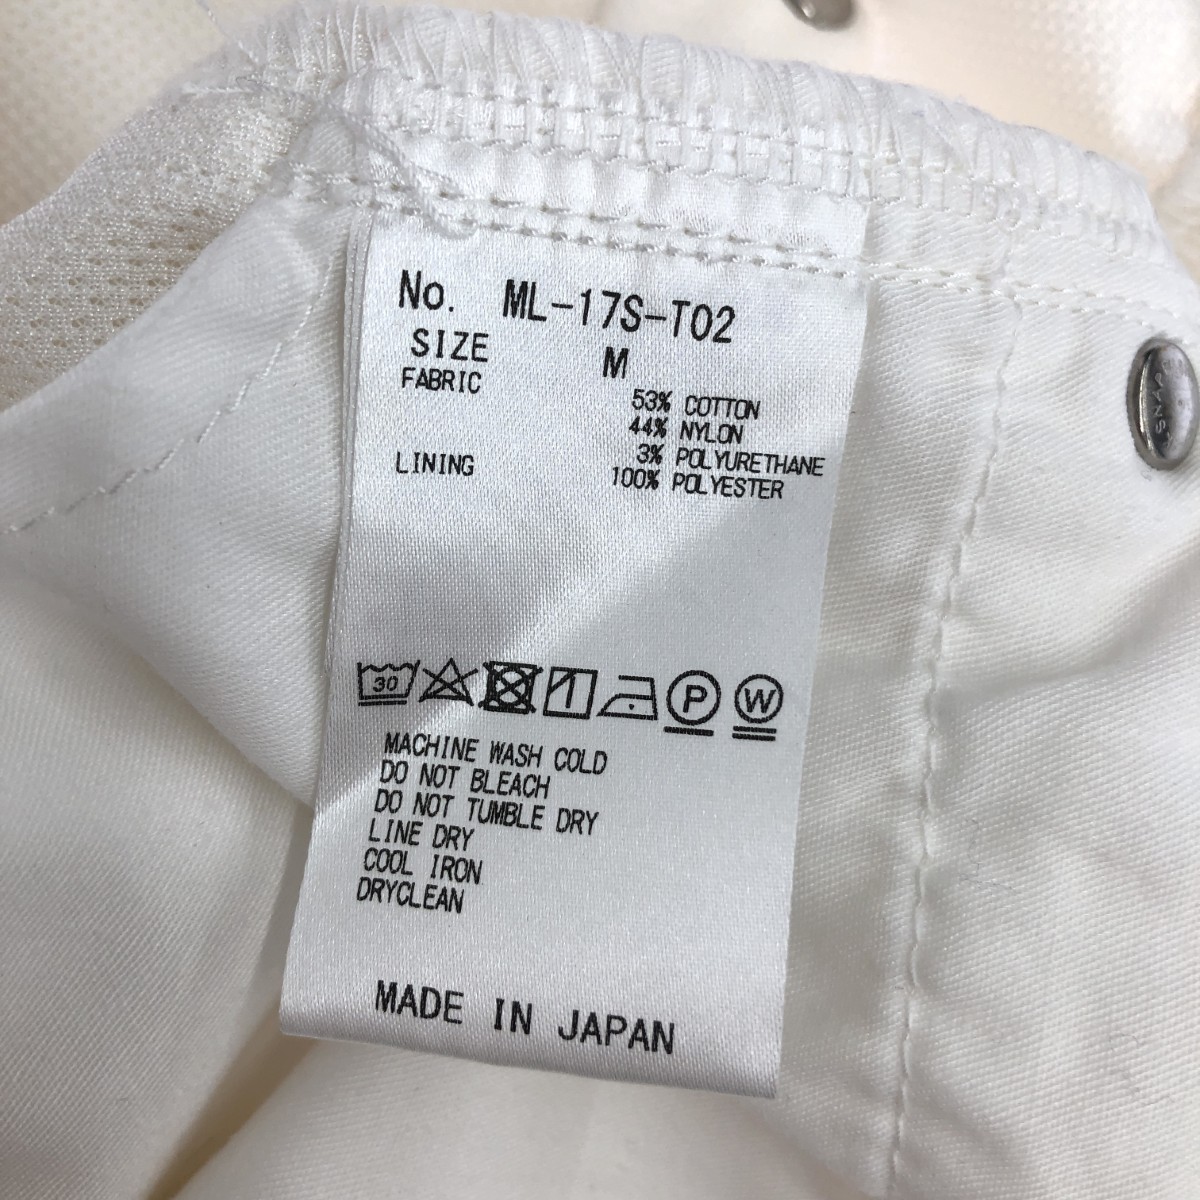 No. ML-17S-T02
SIZE M
FABRIC 53% COTTON
44% NYLON
3% POLYURETHANE
LINING 100% POLYESTER
30 P W
MACHINE WASH COLD
DO NOT BLEACH
DO NOT TUMBLE DRY
LINE DRY
COOL IRON
DRYCLEAN
MADE IN JAPAN